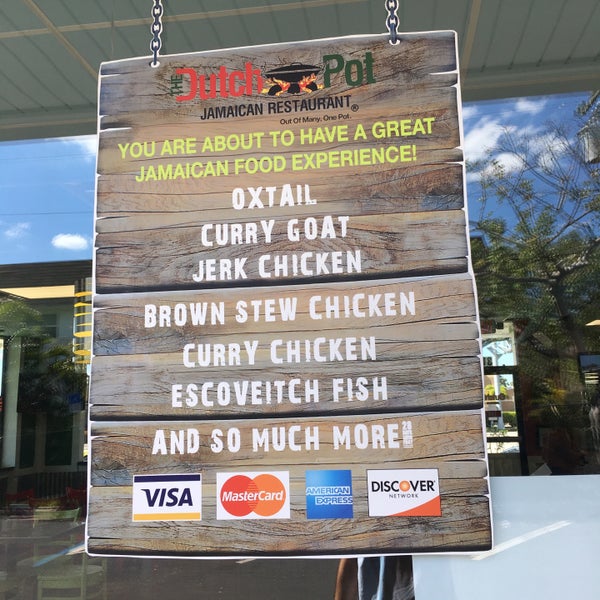 THE Dutch Pot
JAMAICAN RESTAURANT®
Out Of Many, One Pot.
YOU ARE ABOUT TO HAVE A GREAT
JAMAICAN FOOD EXPERIENCE!
OXTAIL
CURRY GOAT
JERK CHICKEN
BROWN STEW CHICKEN
CURRY CHICKEN
ESCOVEITCH FISH
AND SO MUCH MORE
VISA
MasterCard
AMERICAN EXPRESS
DISCOVER
NETWORK